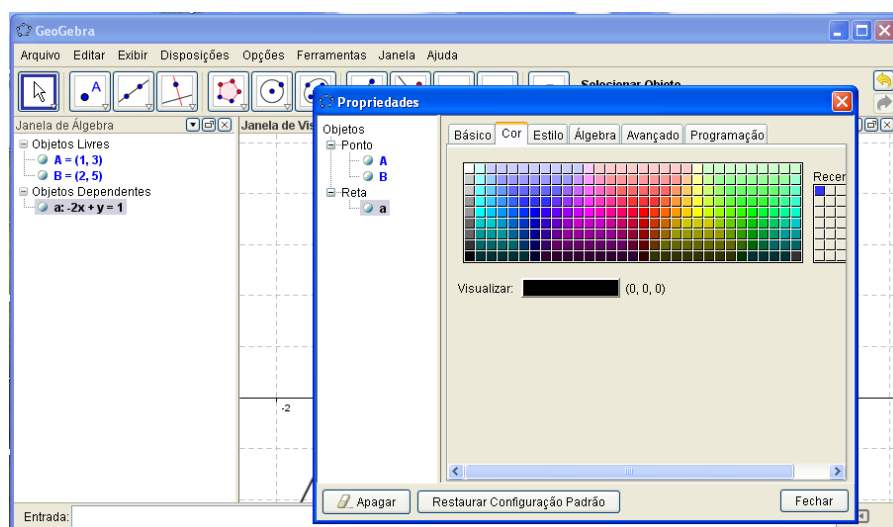 GeoGebra
Arquivo Editar Exibir Disposições Opções Ferramentas Janela Ajuda
A
Selecionar Objeto
Janela de Álgebra
Janela de Vis
Objetos Livres
A = (1, 3)
B = (2, 5)
Objetos Dependentes
a: -2x + y = 1
-2
Entrada:
Propriedades
Objetos
Ponto
A
B
Reta
a
Básico Cor Estilo Álgebra Avançado Programação
Recer
Visualizar: (0, 0, 0)
Apagar Restaurar Configuração Padrão Fechar